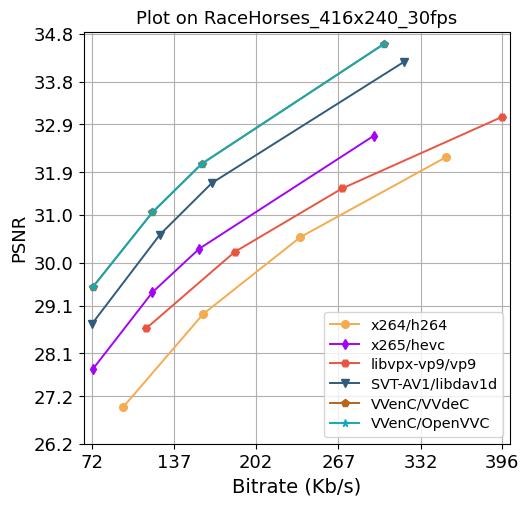 Plot on RaceHorses_416x240_30fps
34.8
33.8
32.9
31.9
31.0
30.0
29.1
28.1
27.2
26.2
PSNR
x264/h264
x265/hevc
libvpx-vp9/vp9
SVT-AV1/libdav1d
VVenC/VVdeC
VVenC/OpenVVC
72 137 202 267 332 396
Bitrate (Kb/s)